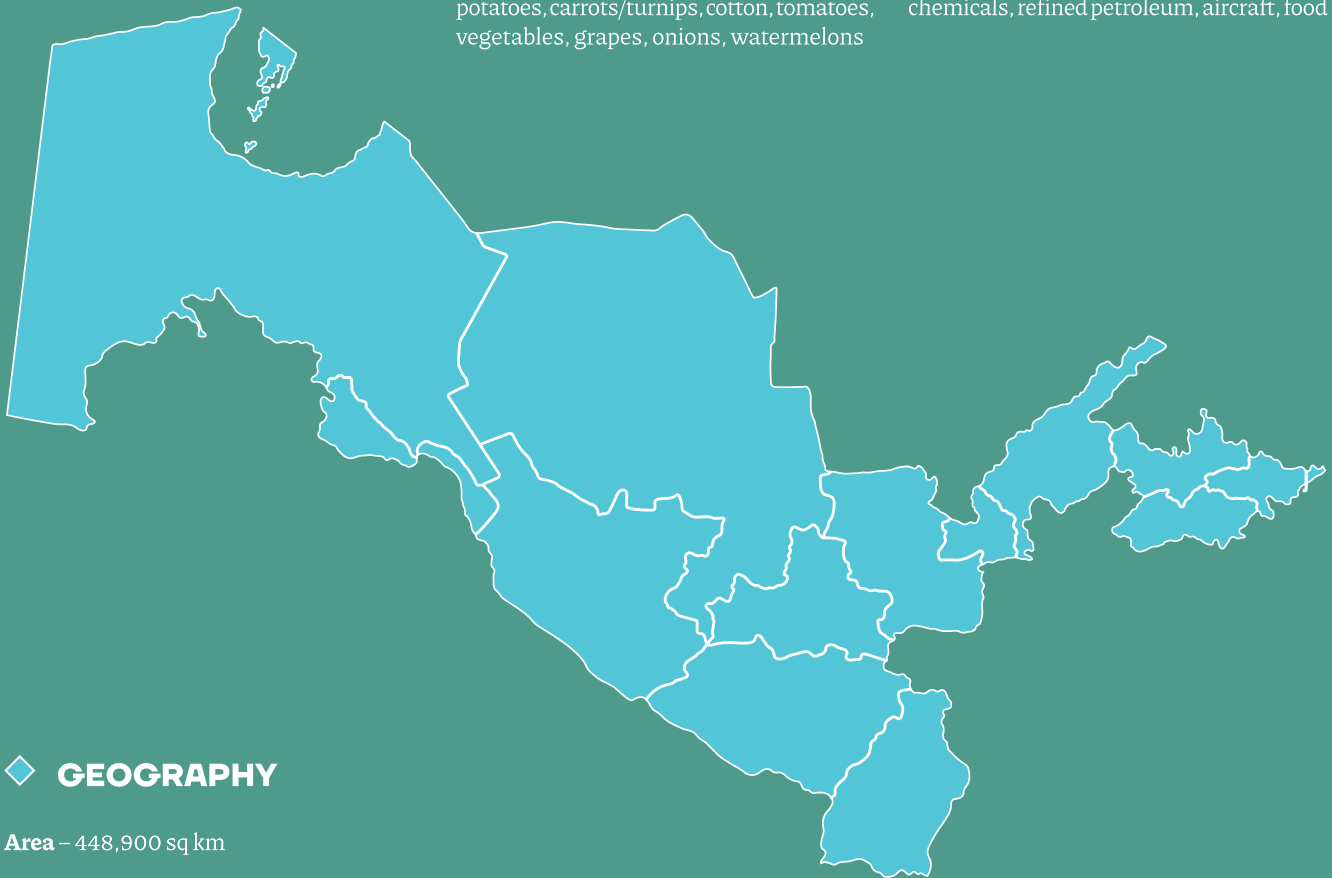 potatoes, carrots/turnips, cotton, tomatoes,
vegetables, grapes, onions, watermelons
chemicals, refined petroleum, aircraft, food
GEOGRAPHY
Area – 448,900 sq km